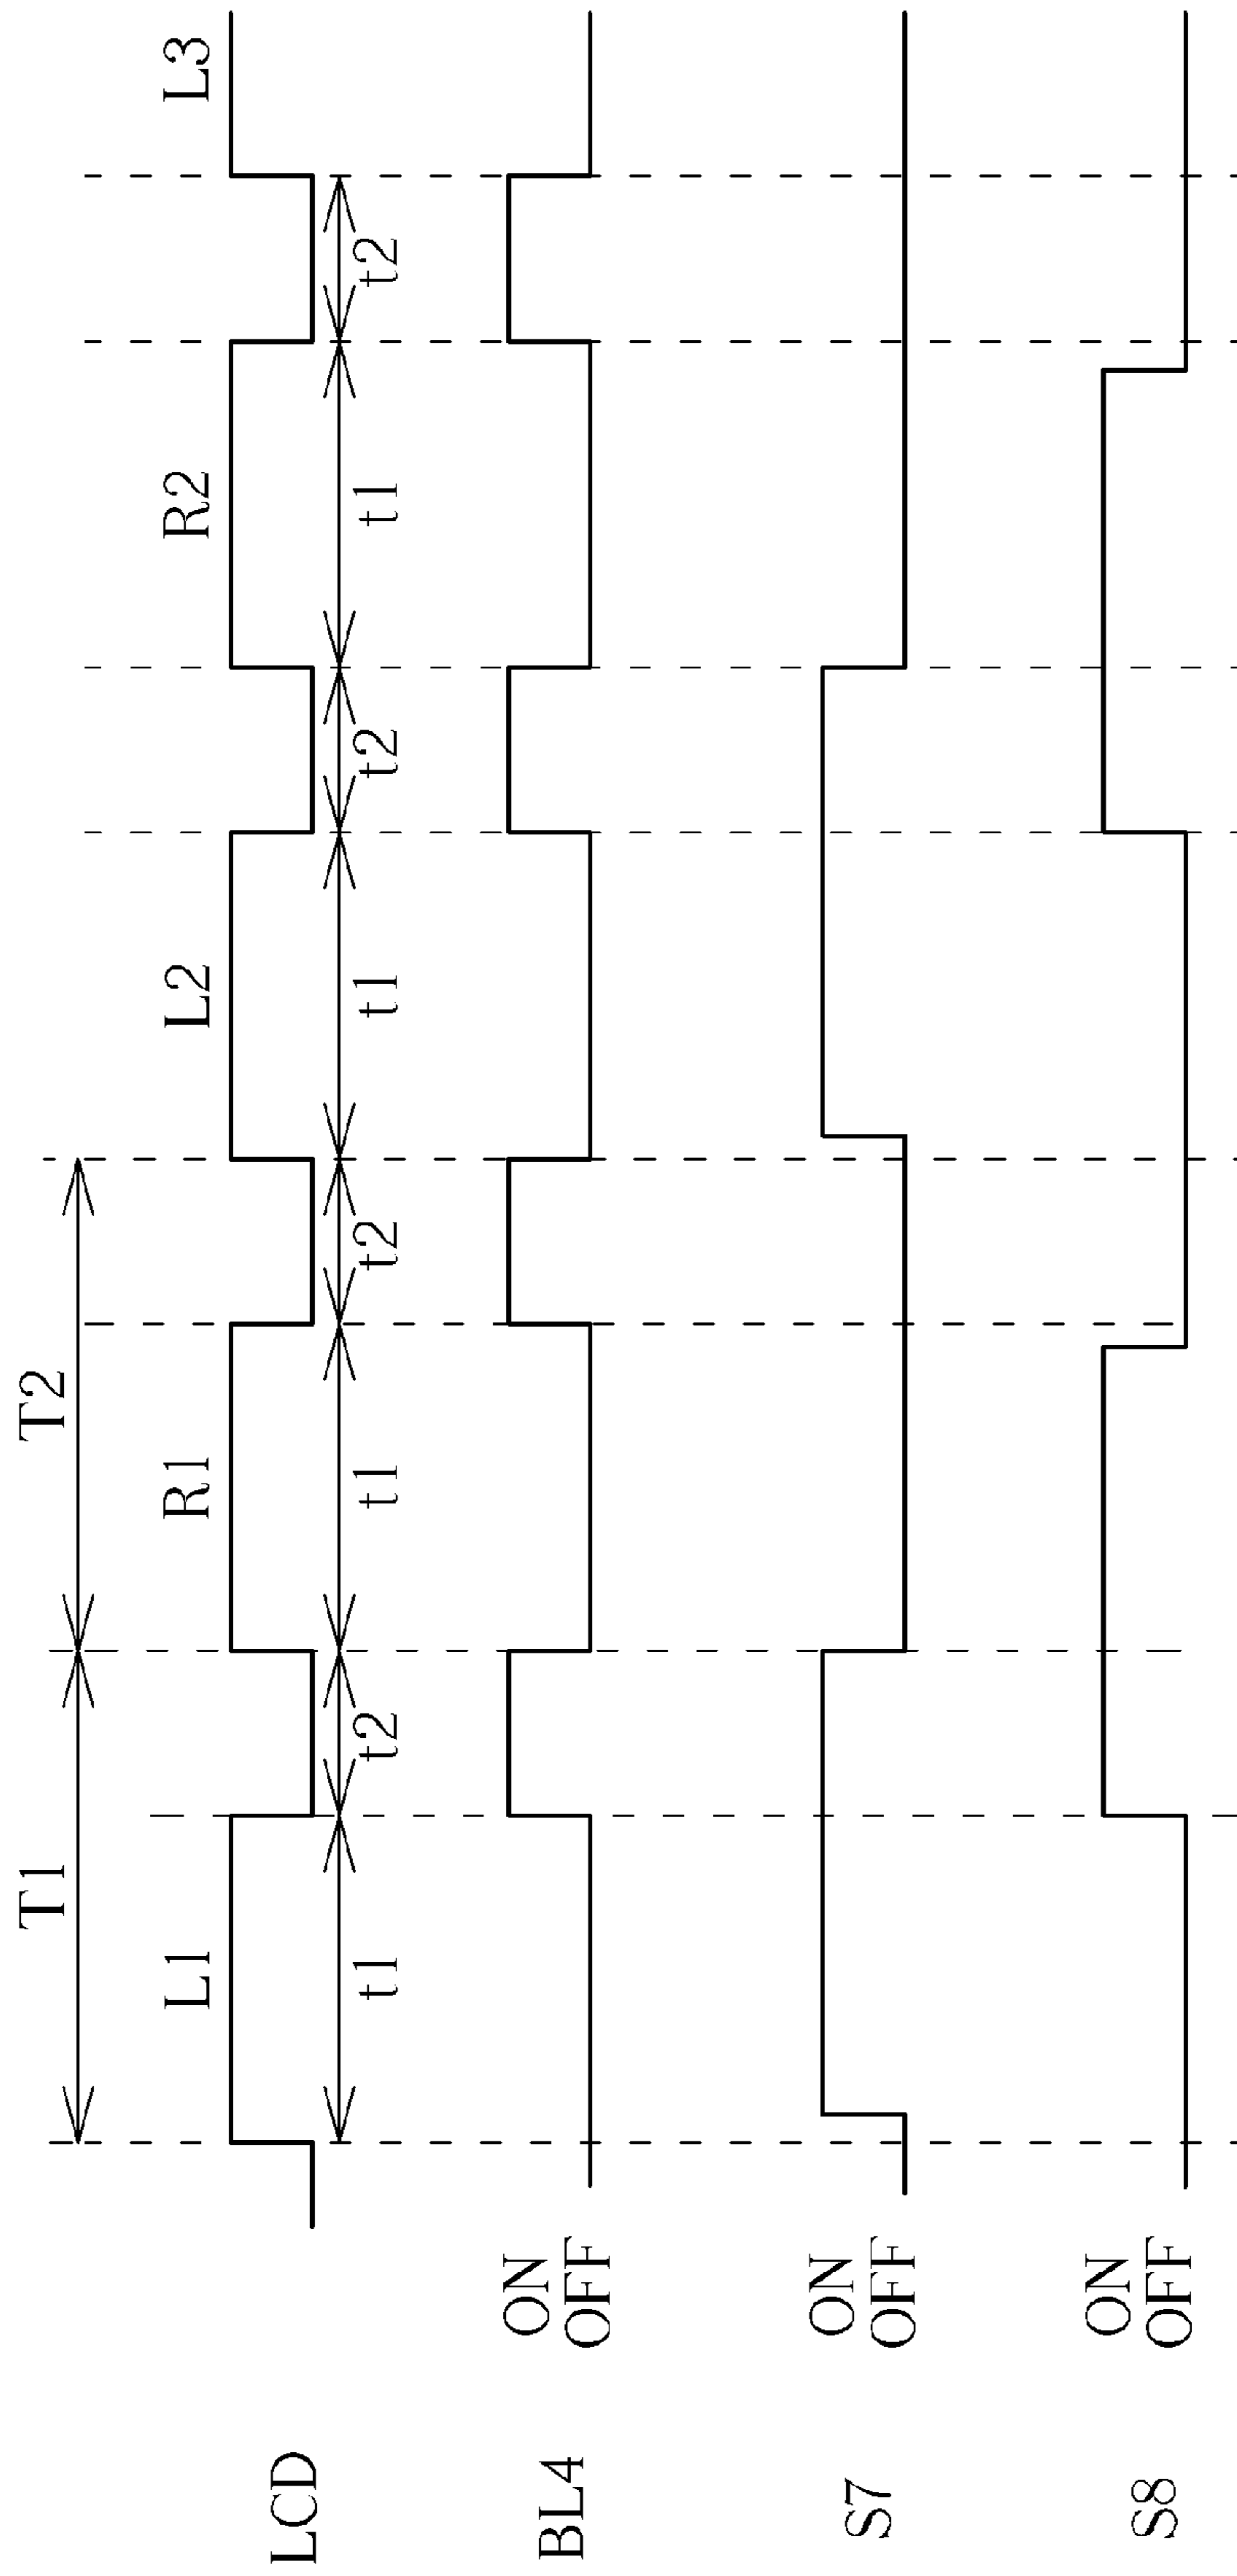 T1 T2
L1 R1 L2 R2 L3
LCD
t1 t2 t1 t2 t1 t2 t1 t2
BL4 ON
OFF
S7 ON
OFF
S8 ON
OFF